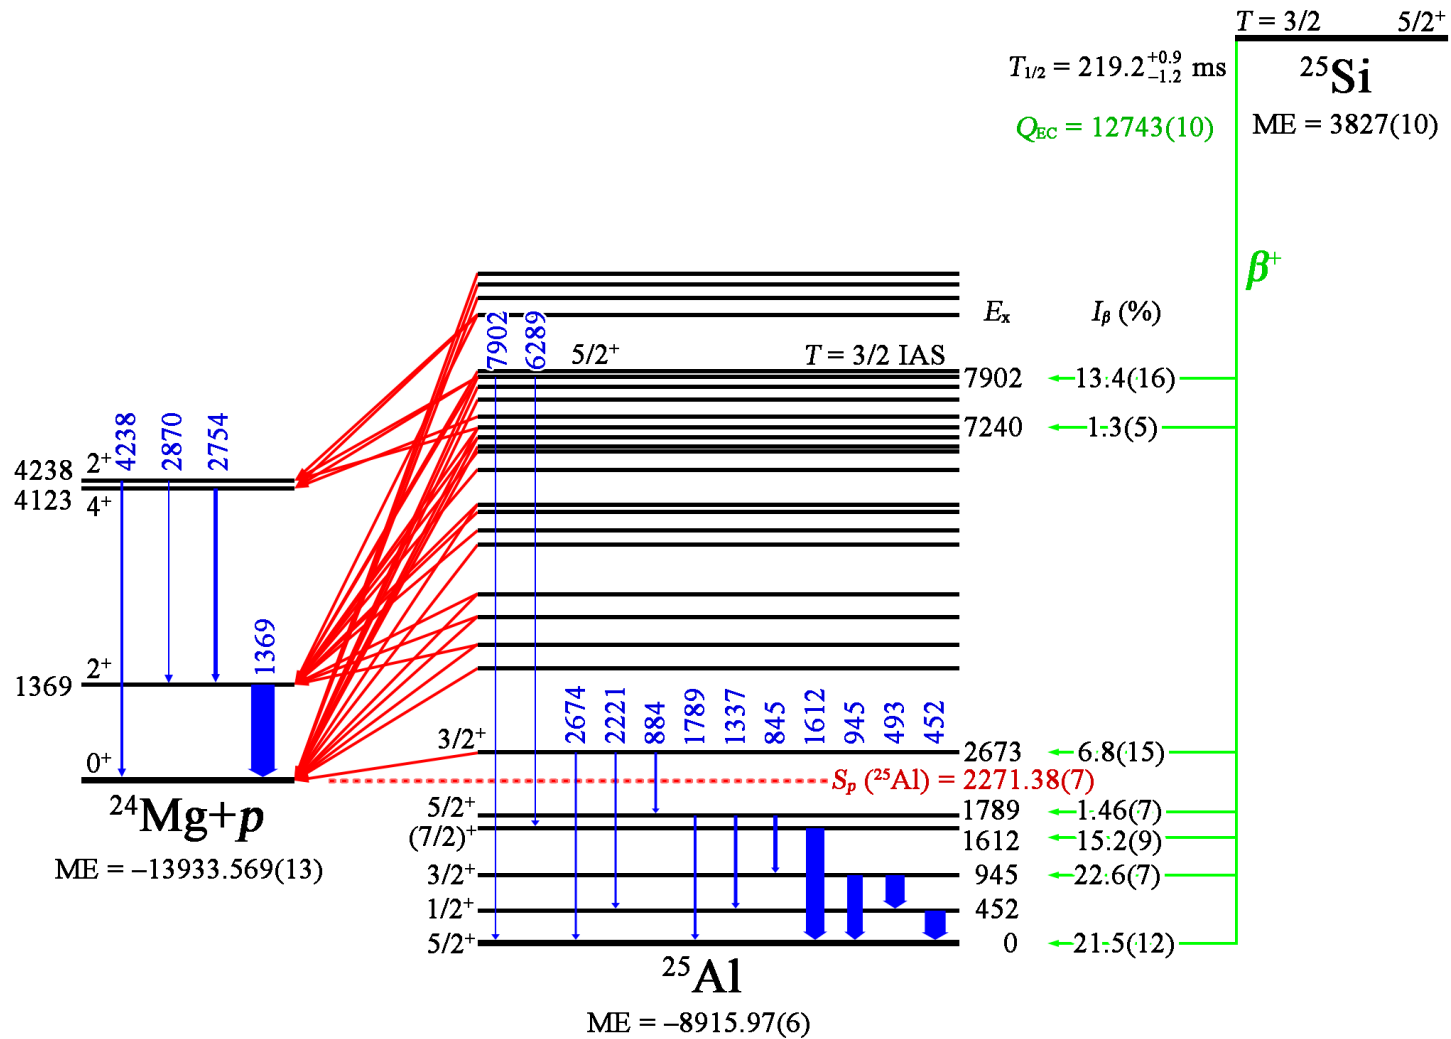 T = 3/2 5/2⁺
T₁/₂ = 219.2 +0.9 −1.2 ms
²⁵Si
Q_EC = 12743(10)
ME = 3827(10)
β⁺
E_x I_β (%)
7902 6289
5/2⁺ T = 3/2 IAS
7902 13.4(16)
7240 1.3(5)
4238 2870 2754
4238 2⁺
4123 4⁺
1369
1369 2⁺
2674 2221 884 1789 1337 845 1612 945 493 452
3/2⁺ 2673 6.8(15)
0⁺
S_p (²⁵Al) = 2271.38(7)
5/2⁺ 1789 1.46(7)
(7/2)⁺ 1612 15.2(9)
3/2⁺ 945 22.6(7)
1/2⁺ 452
5/2⁺ 0 21.5(12)
²⁴Mg+p
ME = –13933.569(13)
²⁵Al
ME = –8915.97(6)